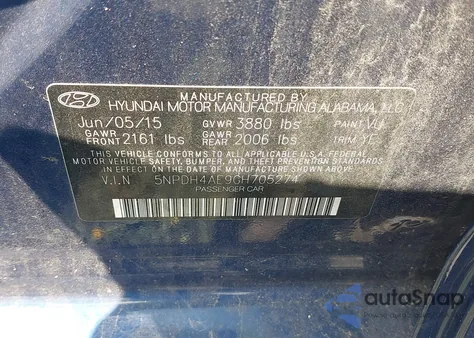 MANUFACTURED BY
HYUNDAI MOTOR MANUFACTURING ALABAMA, LLC
Jun/05/15 GVWR 3880 lbs PAINT
GAWR FRONT 2161 lbs GAWR REAR 2006 lbs TRIM
THIS VEHICLE CONFORMS TO ALL APPLICABLE U.S.A. FEDERAL
MOTOR VEHICLE SAFETY, BUMPER, AND THEFT PREVENTION
STANDARDS IN EFFECT ON THE DATE OF MANUFACTURE SHOWN ABOVE.
V.I.N 5NPDH4AE9GH705274
PASSENGER CAR
autoSnap